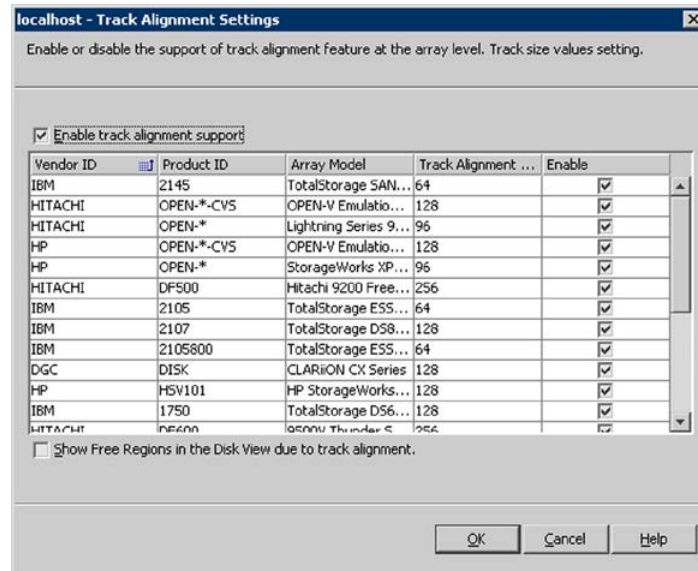 localhost - Track Alignment Settings
Enable or disable the support of track alignment feature at the array level. Track size values setting.
Enable track alignment support
Vendor ID Product ID Array Model Track Alignment ... Enable
IBM 2145 TotalStorage SAN... 64
HITACHI OPEN-*-CVS OPEN-V Emulatio... 128
HITACHI OPEN-* Lightning Series 9... 96
HP OPEN-*-CVS OPEN-V Emulatio... 128
HP OPEN-* StorageWorks XP... 96
HITACHI DF500 Hitachi 9200 Free... 256
IBM 2105 TotalStorage ESS... 64
IBM 2107 TotalStorage DS8... 128
IBM 2105800 TotalStorage ESS... 64
DGC DISK CLARiiON CX Series 128
HP HSV101 HP StorageWorks... 128
IBM 1750 TotalStorage DS6... 128
HITACHI DF600 9500V Thunder S... 256
Show Free Regions in the Disk View due to track alignment.
OK Cancel Help